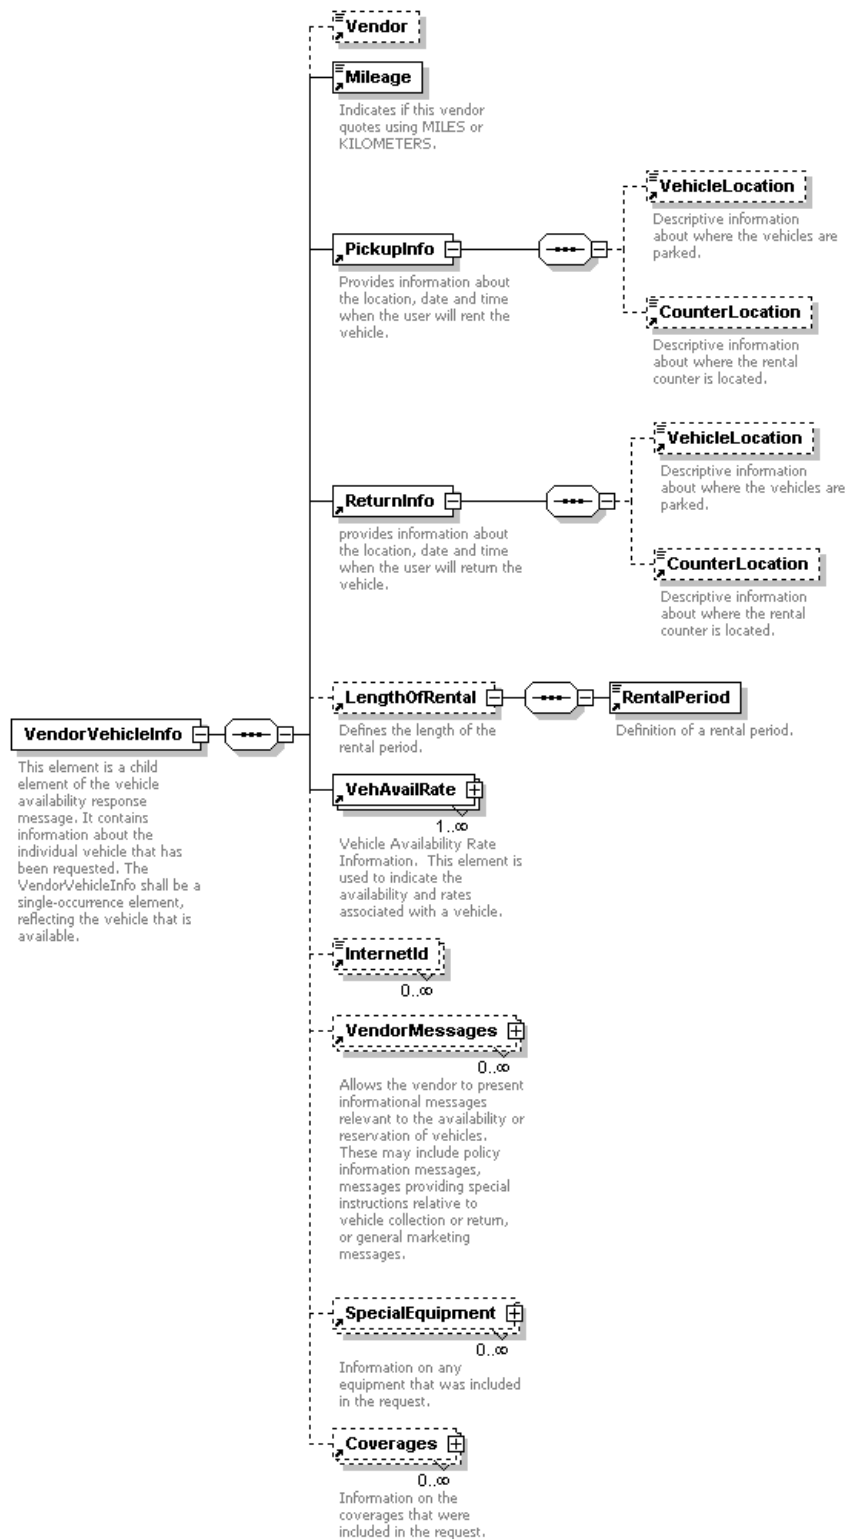 Vendor
Mileage
Indicates if this vendor
quotes using MILES or
KILOMETERS.
VehicleLocation
Descriptive information
about where the vehicles are
parked.
PickupInfo
Provides information about
the location, date and time
when the user will rent the
vehicle.
CounterLocation
Descriptive information
about where the rental
counter is located.
VehicleLocation
Descriptive information
about where the vehicles are
parked.
ReturnInfo
provides information about
the location, date and time
when the user will return the
vehicle.
CounterLocation
Descriptive information
about where the rental
counter is located.
LengthOfRental
Defines the length of the
rental period.
RentalPeriod
Definition of a rental period.
VendorVehicleInfo
This element is a child
element of the vehicle
availability response
message. It contains
information about the
individual vehicle that has
been requested. The
VendorVehicleInfo shall be a
single-occurrence element,
reflecting the vehicle that is
available.
VehAvailRate
1..∞
Vehicle Availability Rate
Information.  This element is
used to indicate the
availability and rates
associated with a vehicle.
InternetId
0..∞
VendorMessages
0..∞
Allows the vendor to present
informational messages
relevant to the availability or
reservation of vehicles.
These may include policy
information messages,
messages providing special
instructions relative to
vehicle collection or return,
or general marketing
messages.
SpecialEquipment
0..∞
Information on any
equipment that was included
in the request.
Coverages
0..∞
Information on the
coverages that were
included in the request.